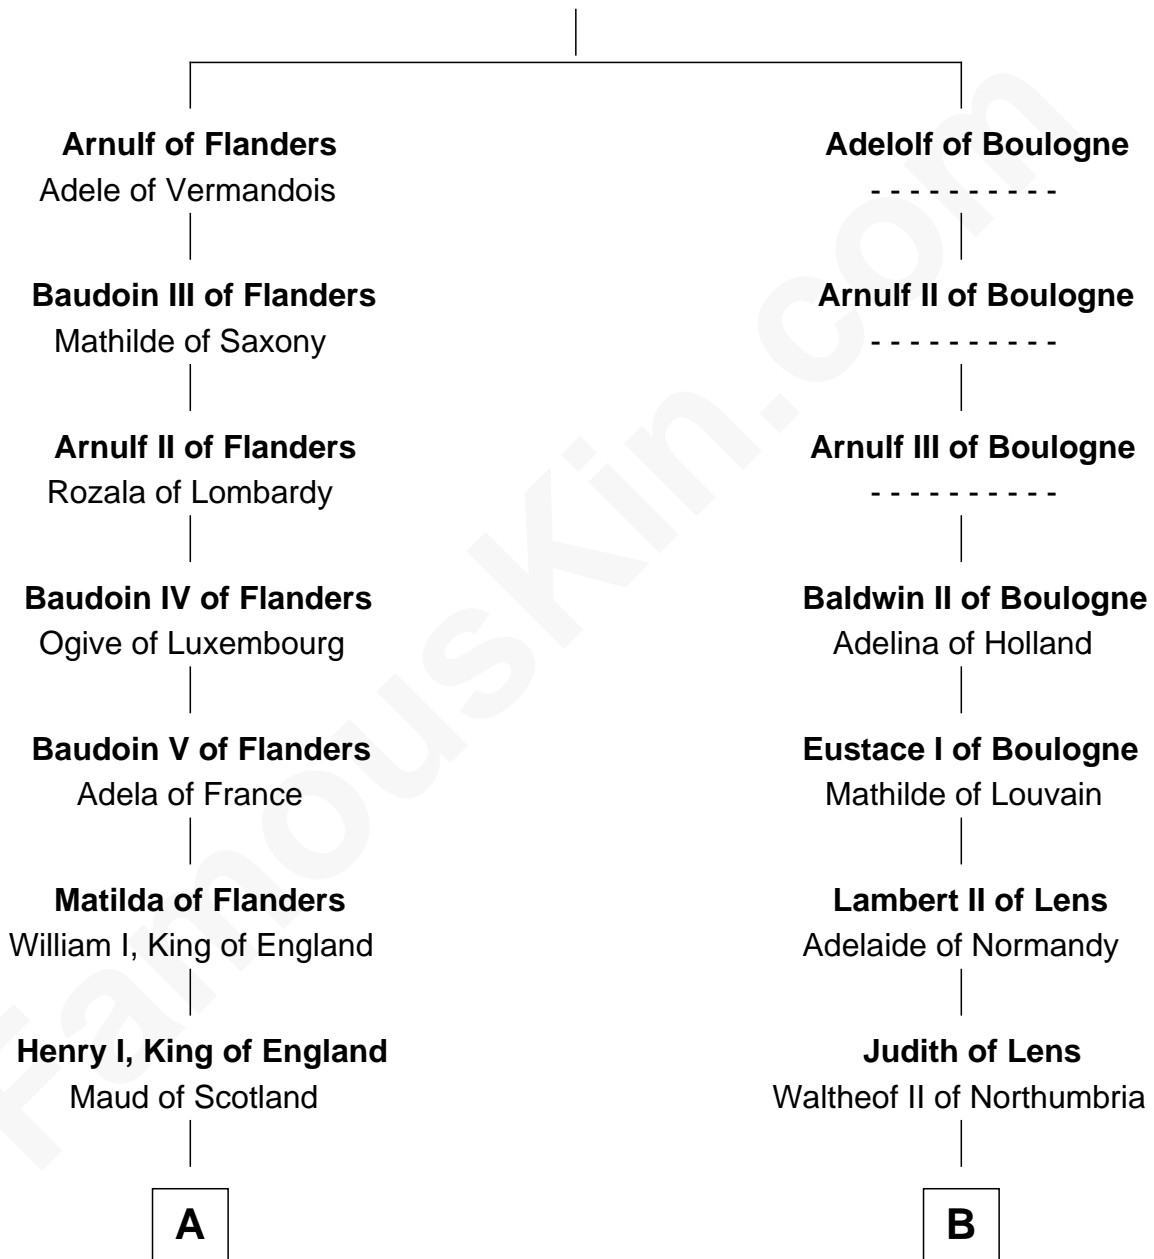 Arnulf of Flanders
Adele of Vermandois
Baudoin III of Flanders
Mathilde of Saxony
Arnulf II of Flanders
Rozala of Lombardy
Baudoin IV of Flanders
Ogive of Luxembourg
Baudoin V of Flanders
Adela of France
Matilda of Flanders
William I, King of England
Henry I, King of England
Maud of Scotland
A
Adelolf of Boulogne
- - - - - - - - - -
Arnulf II of Boulogne
- - - - - - - - - -
Arnulf III of Boulogne
- - - - - - - - - -
Baldwin II of Boulogne
Adelina of Holland
Eustace I of Boulogne
Mathilde of Louvain
Lambert II of Lens
Adelaide of Normandy
Judith of Lens
Waltheof II of Northumbria
B
FamousKin.com